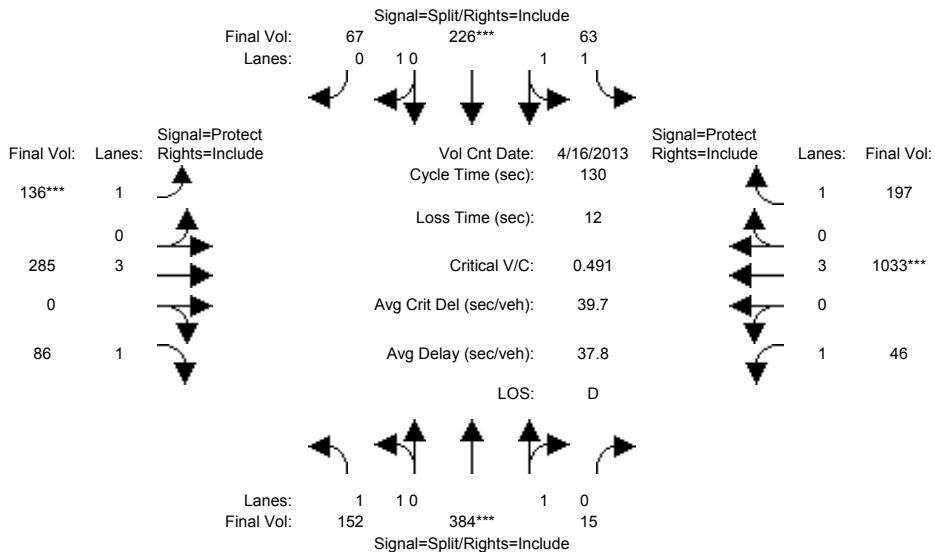 Signal=Split/Rights=Include
Final Vol: 67 226*** 63
Lanes: 0 1 0 1 1
Signal=Protect
Final Vol: Lanes: Rights=Include
Vol Cnt Date: 4/16/2013
Signal=Protect
Rights=Include Lanes: Final Vol:
Cycle Time (sec): 130
136*** 1
1 197
Loss Time (sec): 12
0
0
285 3
Critical V/C: 0.491
3 1033***
0 0
Avg Crit Del (sec/veh): 39.7
0
86 1
Avg Delay (sec/veh): 37.8
1 46
LOS: D
Lanes: 1 1 0 1 0
Final Vol: 152 384*** 15
Signal=Split/Rights=Include